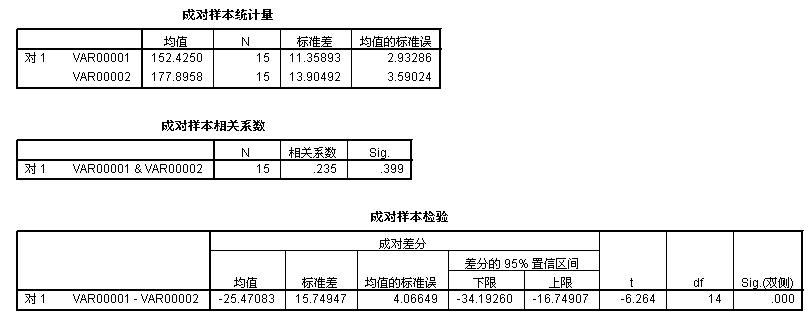 成对样本统计量
均值 N 标准差 均值的标准误
对 1 VAR00001 152.4250 15 11.35893 2.93286
VAR00002 177.8958 15 13.90492 3.59024
成对样本相关系数
N 相关系数 Sig.
对 1 VAR00001 & VAR00002 15 .235 .399
成对样本检验
成对差分
差分的 95% 置信区间
均值 标准差 均值的标准误 下限 上限 t df Sig.(双侧)
对 1 VAR00001 - VAR00002 -25.47083 15.74947 4.06649 -34.19260 -16.74907 -6.264 14 .000